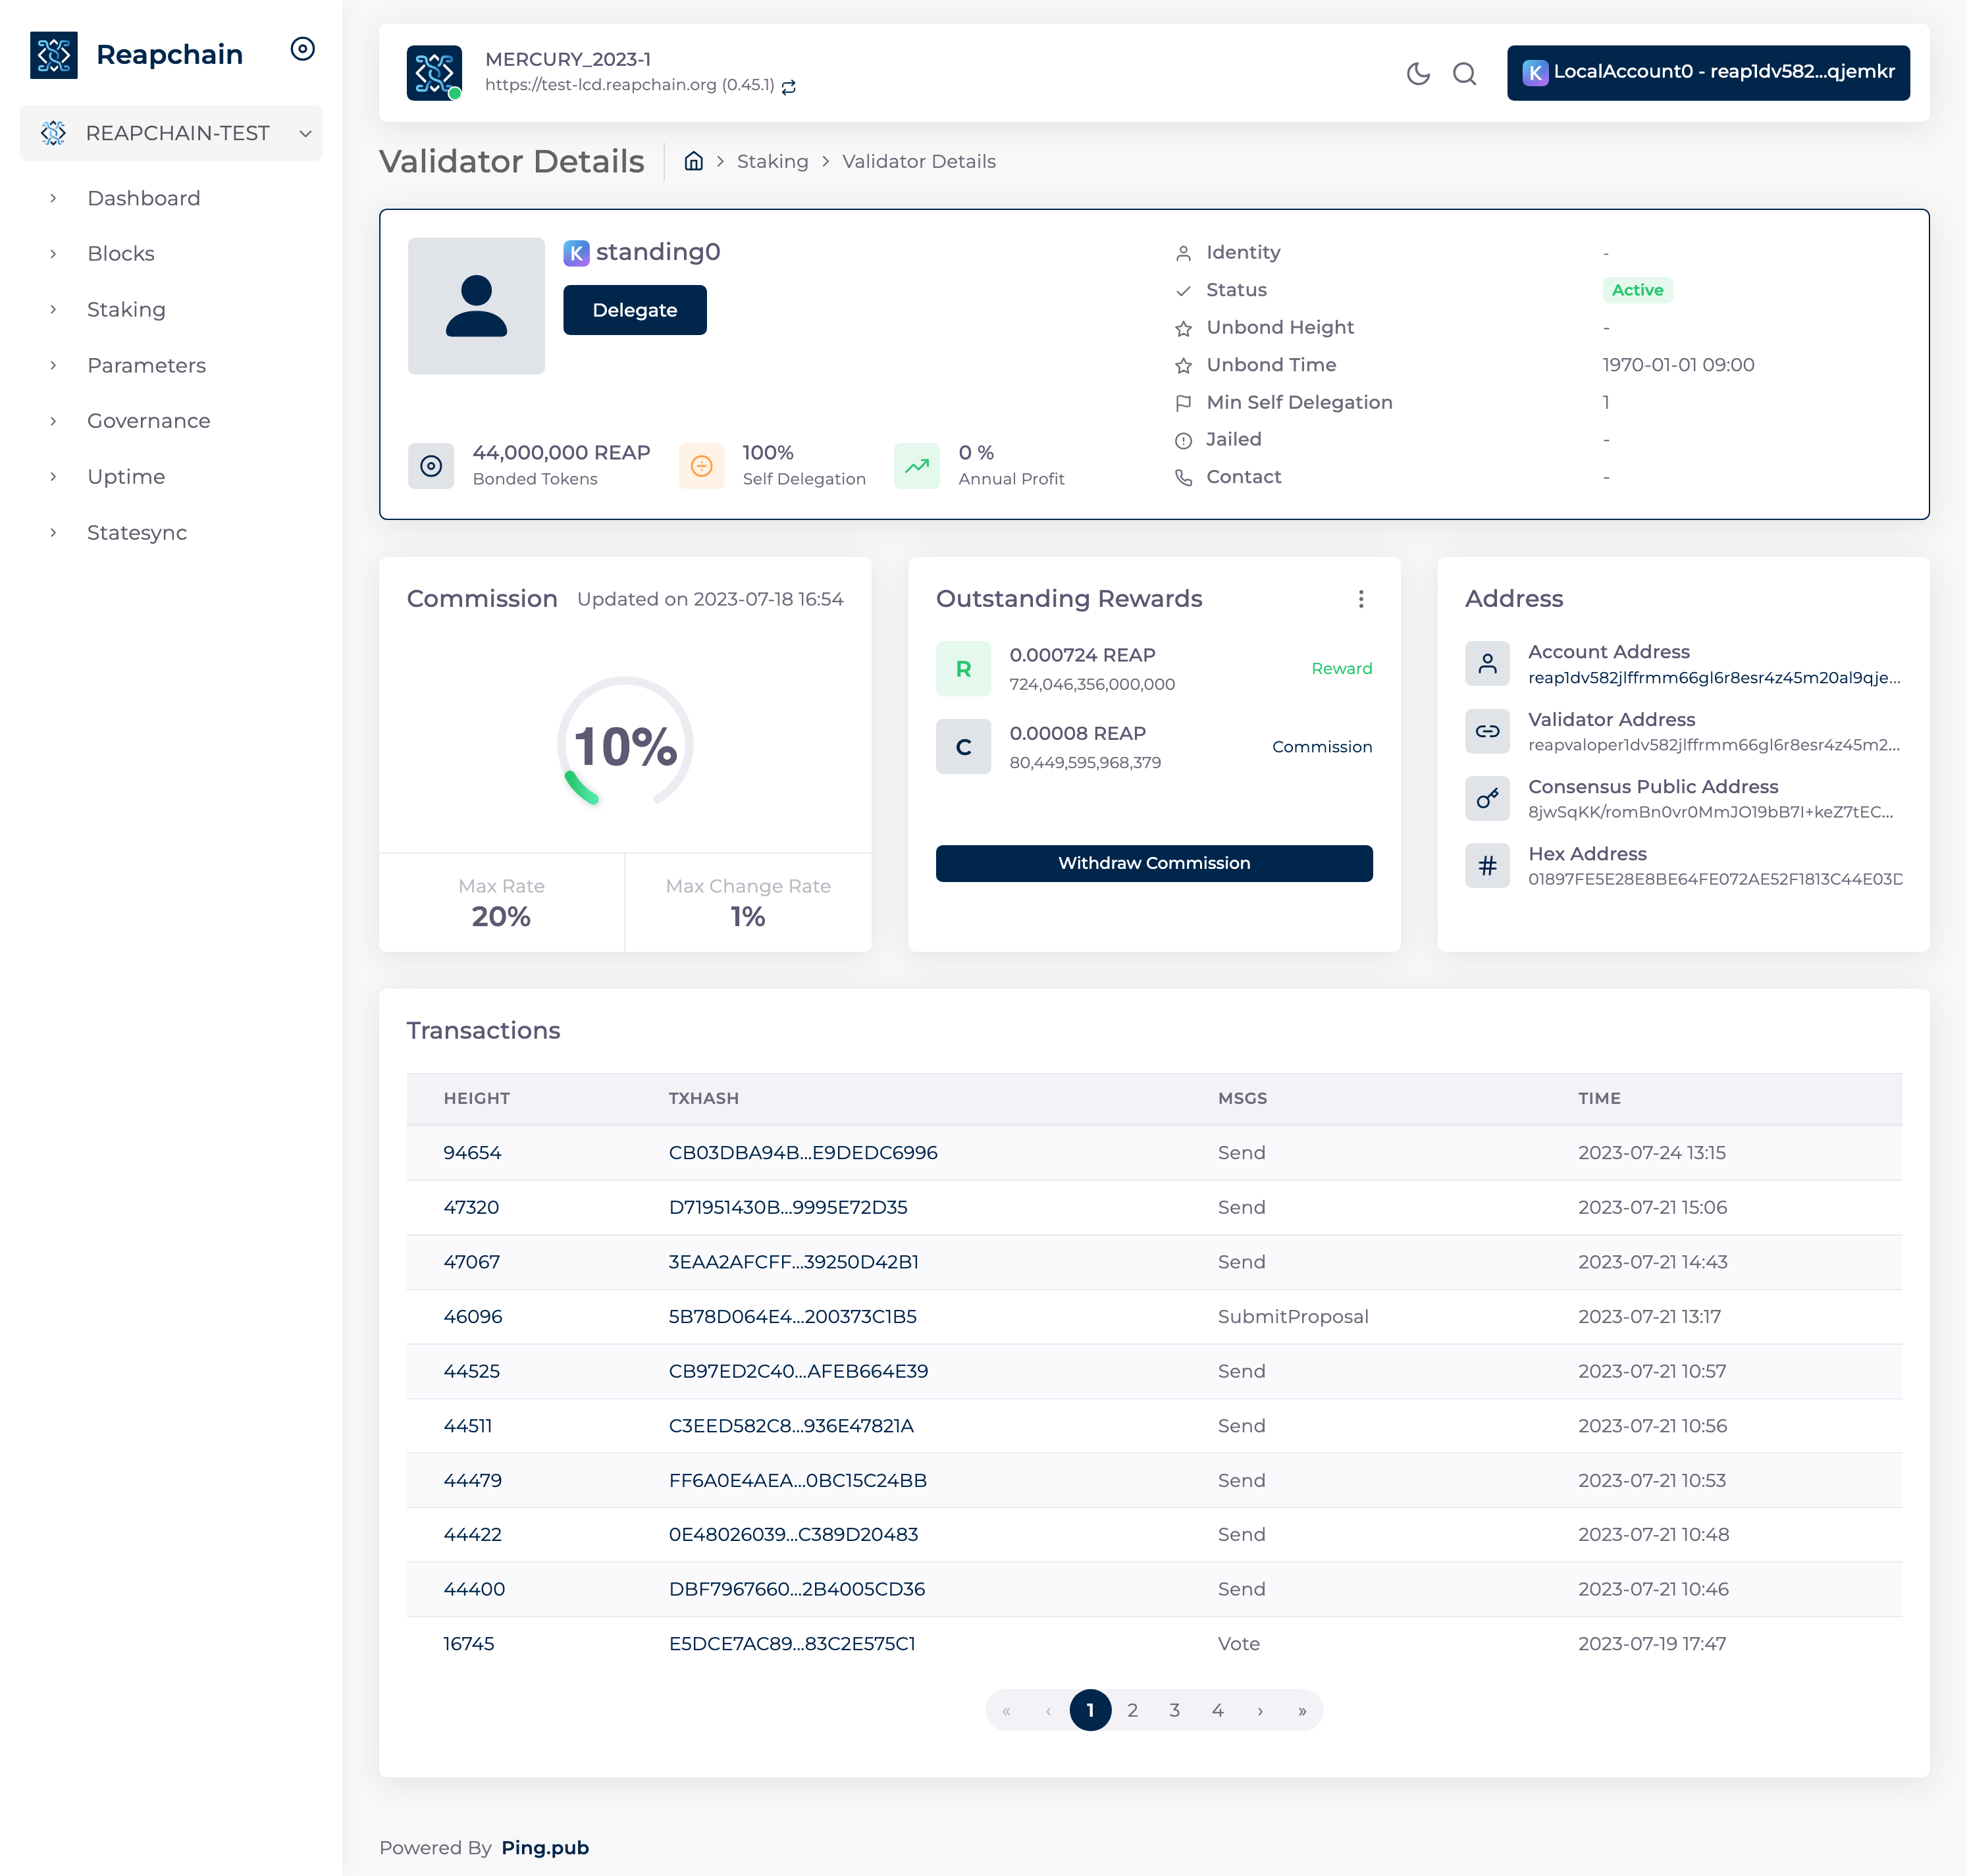 Reapchain
REAPCHAIN-TEST
Dashboard
Blocks
Staking
Parameters
Governance
Uptime
Statesync
MERCURY_2023-1
https://test-lcd.reapchain.org (0.45.1)
K LocalAccount0 - reap1dv582...qjemkr
Validator Details
Staking > Validator Details
K standing0
Delegate
44,000,000 REAP
Bonded Tokens
100%
Self Delegation
0 %
Annual Profit
Identity -
Status Active
Unbond Height -
Unbond Time 1970-01-01 09:00
Min Self Delegation 1
Jailed -
Contact -
Commission Updated on 2023-07-18 16:54
10%
Max Rate
20%
Max Change Rate
1%
Outstanding Rewards
R
0.000724 REAP
724,046,356,000,000
Reward
C
0.00008 REAP
80,449,595,968,379
Commission
Withdraw Commission
Address
Account Address
reap1dv582jlffrmm66gl6r8esr4z45m20al9qje...
Validator Address
reapvaloper1dv582jlffrmm66gl6r8esr4z45m2...
Consensus Public Address
8jwSqKK/romBn0vr0MmJO19bB7I+keZ7tEC...
Hex Address
01897FE5E28E8BE64FE072AE52F1813C44E03D
Transactions
HEIGHT TXHASH MSGS TIME
94654 CB03DBA94B...E9DEDC6996 Send 2023-07-24 13:15
47320 D71951430B...9995E72D35 Send 2023-07-21 15:06
47067 3EAA2AFCFF...39250D42B1 Send 2023-07-21 14:43
46096 5B78D064E4...200373C1B5 SubmitProposal 2023-07-21 13:17
44525 CB97ED2C40...AFEB664E39 Send 2023-07-21 10:57
44511 C3EED582C8...936E47821A Send 2023-07-21 10:56
44479 FF6A0E4AEA...0BC15C24BB Send 2023-07-21 10:53
44422 0E48026039...C389D20483 Send 2023-07-21 10:48
44400 DBF7967660...2B4005CD36 Send 2023-07-21 10:46
16745 E5DCE7AC89...83C2E575C1 Vote 2023-07-19 17:47
« ‹ 1 2 3 4 › »
Powered By Ping.pub